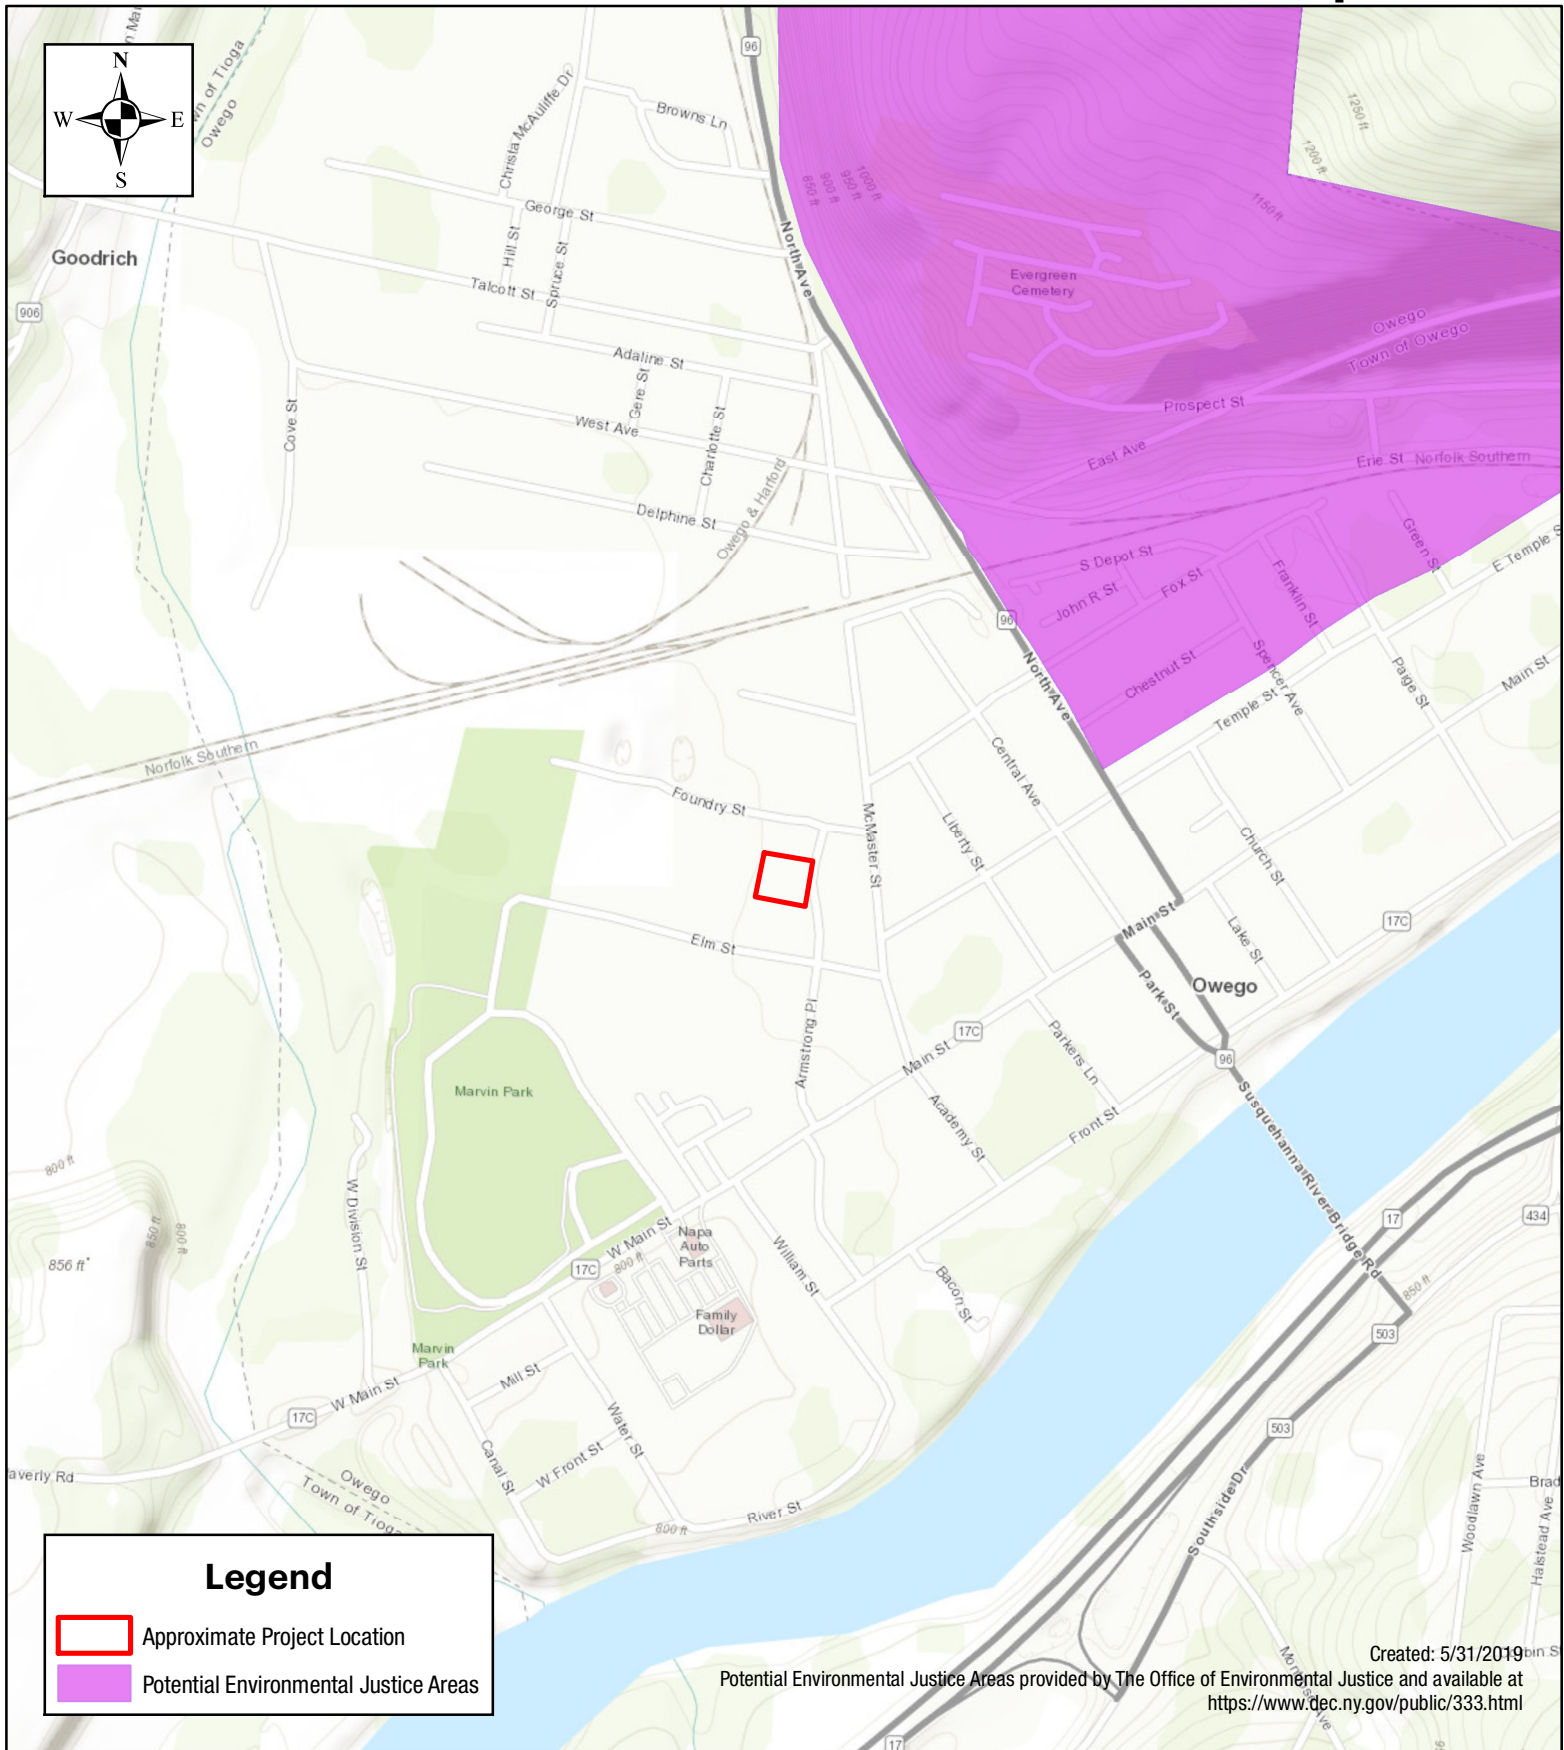 96
N
W
E
S
Town of Tioga
Owego
Christa McAuliffe Dr
Browns Ln
1250 ft
1200 ft
1150 ft
1000 ft
950 ft
900 ft
850 ft
George St
Hill St
Spruce St
North Ave
Goodrich
Talcott St
906
Evergreen
Cemetery
Owego
Town of Owego
Adaline St
Gere St
Charlotte St
Cove St
West Ave
Prospect St
East Ave
Erie St
Norfolk Southern
Delphine St
Owego & Harford
S Depot St
Green St
E Temple S
John R St
Fox St
Franklin St
96
North Ave
Chestnut St
Spencer Ave
Paige St
Main St
Temple St
Norfolk Southern
Central Ave
Foundry St
McMaster St
Liberty St
Church St
17C
Main St
Lake St
Elm St
Park St
Owego
Armstrong Pl
17C
Main St
Parkers Ln
96
Marvin Park
Academy St
Front St
Susquehanna River Bridge Rd
800 ft
W Division St
850 ft
800 ft
856 ft
17
434
W Main St
Napa
Auto
Parts
17C
800 ft
William St
Bacon St
850 ft
Family
Dollar
503
Marvin
Park
W Main St
Mill St
17C
Water St
503
Canal St
W Front St
averly Rd
Owego
Town of Tioga
River St
800 ft
Southside Dr
Woodlawn Ave
Brad
Halstead Ave
Legend
Approximate Project Location
Potential Environmental Justice Areas
Created: 5/31/2019
Potential Environmental Justice Areas provided by The Office of Environmental Justice and available at
https://www.dec.ny.gov/public/333.html
17